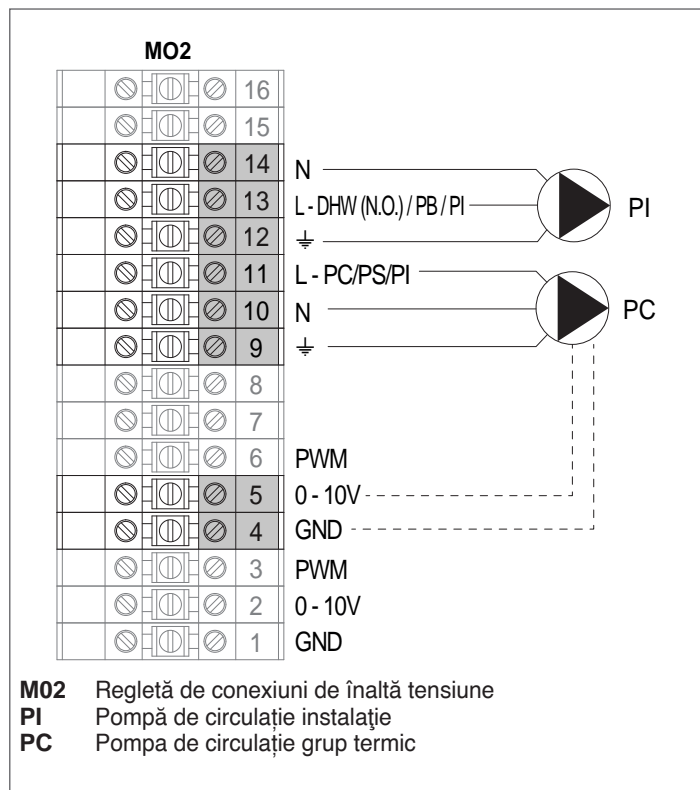 MO2
16
15
14 N
13 L - DHW (N.O.) / PB / PI PI
12
11 L - PC/PS/PI
10 N PC
9
8
7
6 PWM
5 0 - 10V
4 GND
3 PWM
2 0 - 10V
1 GND
M02 Regletă de conexiuni de înaltă tensiune
PI Pompă de circulație instalaţie
PC Pompa de circulație grup termic